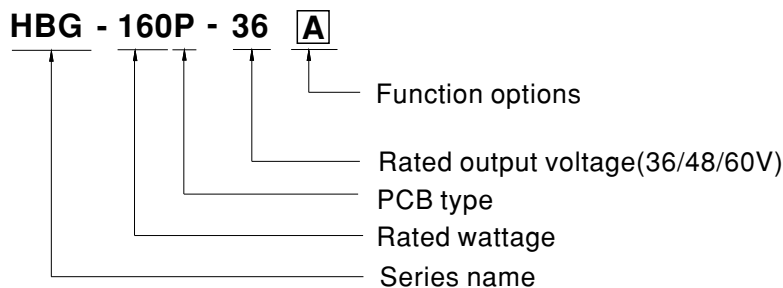 HBG - 160P - 36 A
Function options
Rated output voltage(36/48/60V)
PCB type
Rated wattage
Series name